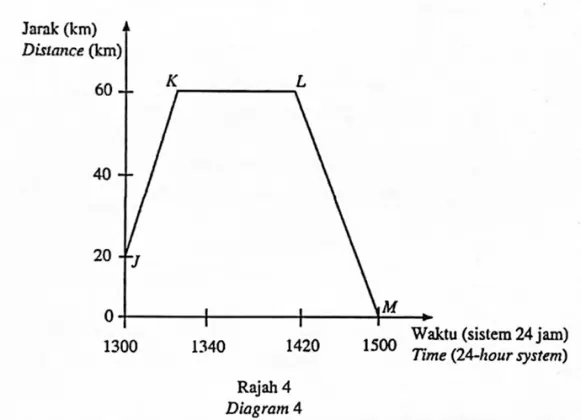 Jarak (km)
Distance (km)
K
L
60
40
20
J
0
M
1300
1340
1420
1500
Waktu (sistem 24 jam)
Time (24-hour system)
Rajah 4
Diagram 4